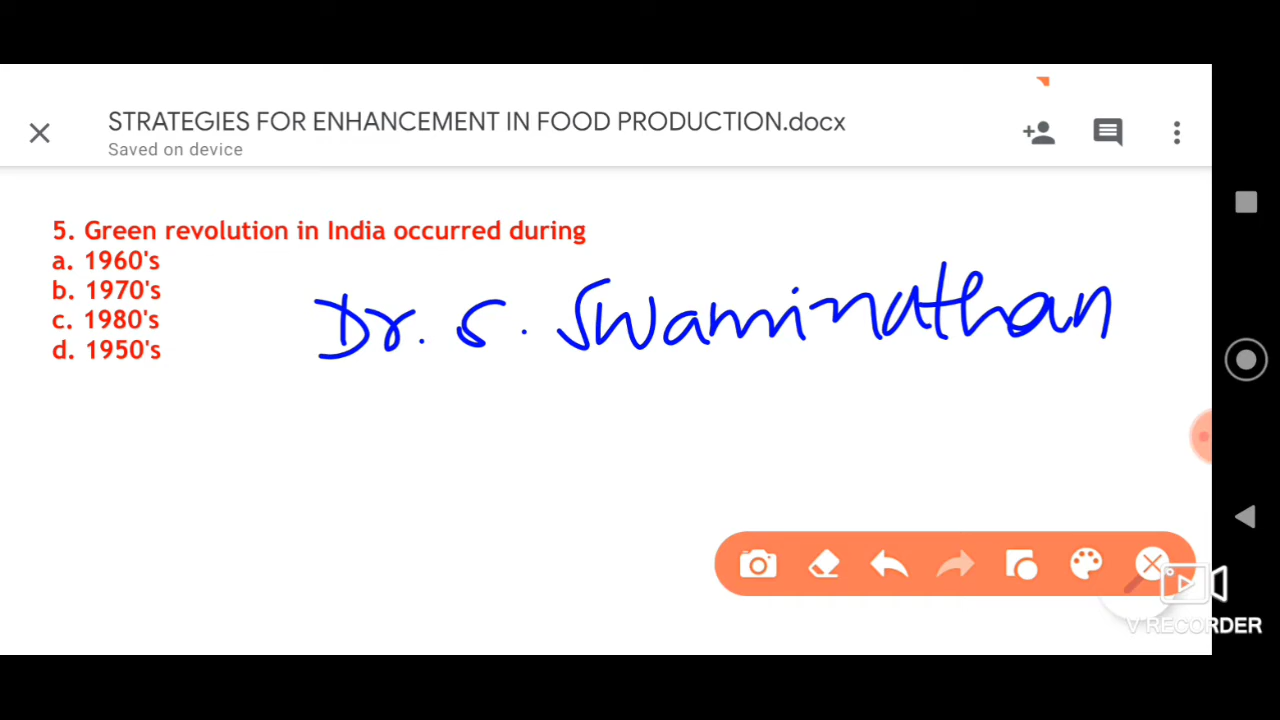 STRATEGIES FOR ENHANCEMENT IN FOOD PRODUCTION.docx
Saved on device
5. Green revolution in India occurred during
a. 1960's
b. 1970's
c. 1980's
d. 1950's
Dr. S. Swaminathan
V RECORDER